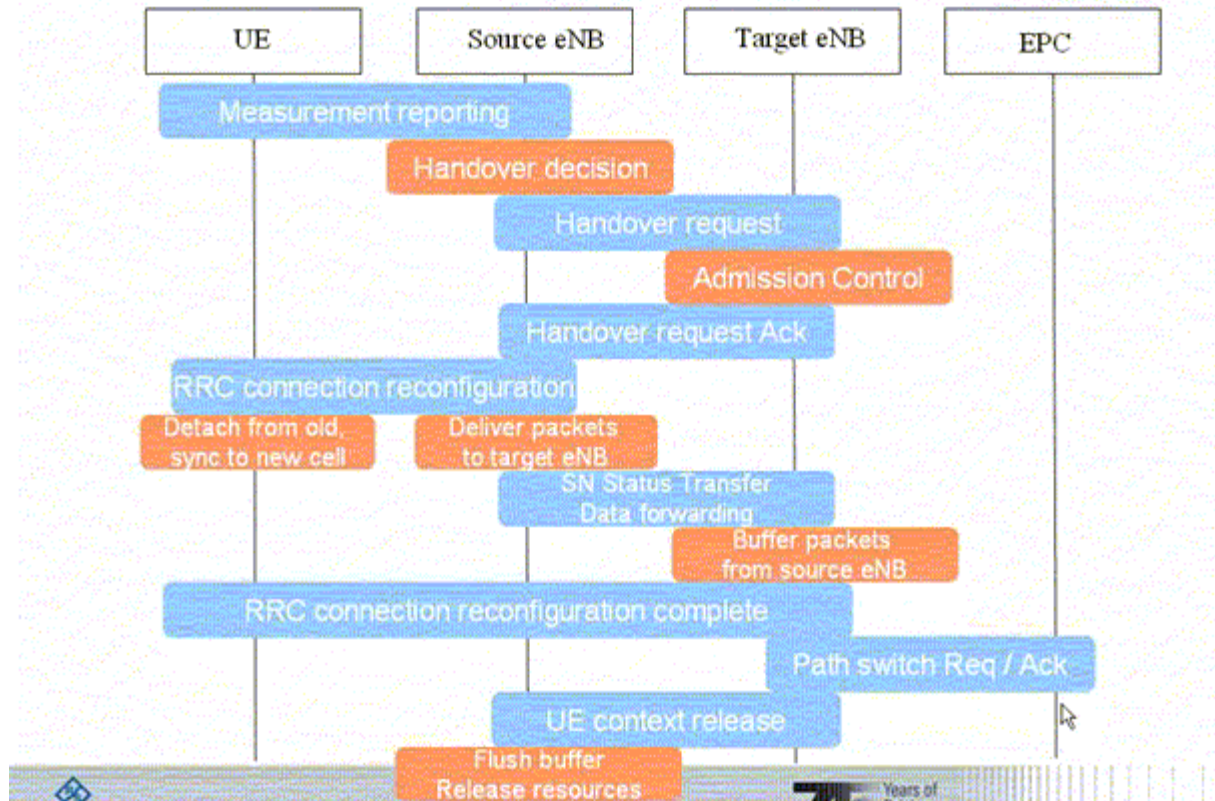 UE
Source eNB
Target eNB
EPC
Measurement reporting
Handover decision
Handover request
Admission Control
Handover request Ack
RRC connection reconfiguration
Detach from old,
sync to new cell
Deliver packets
to target eNB
SN Status Transfer
Data forwarding
Buffer packets
from source eNB
RRC connection reconfiguration complete
Path switch Req / Ack
UE context release
Flush buffer
Release resources
Years of